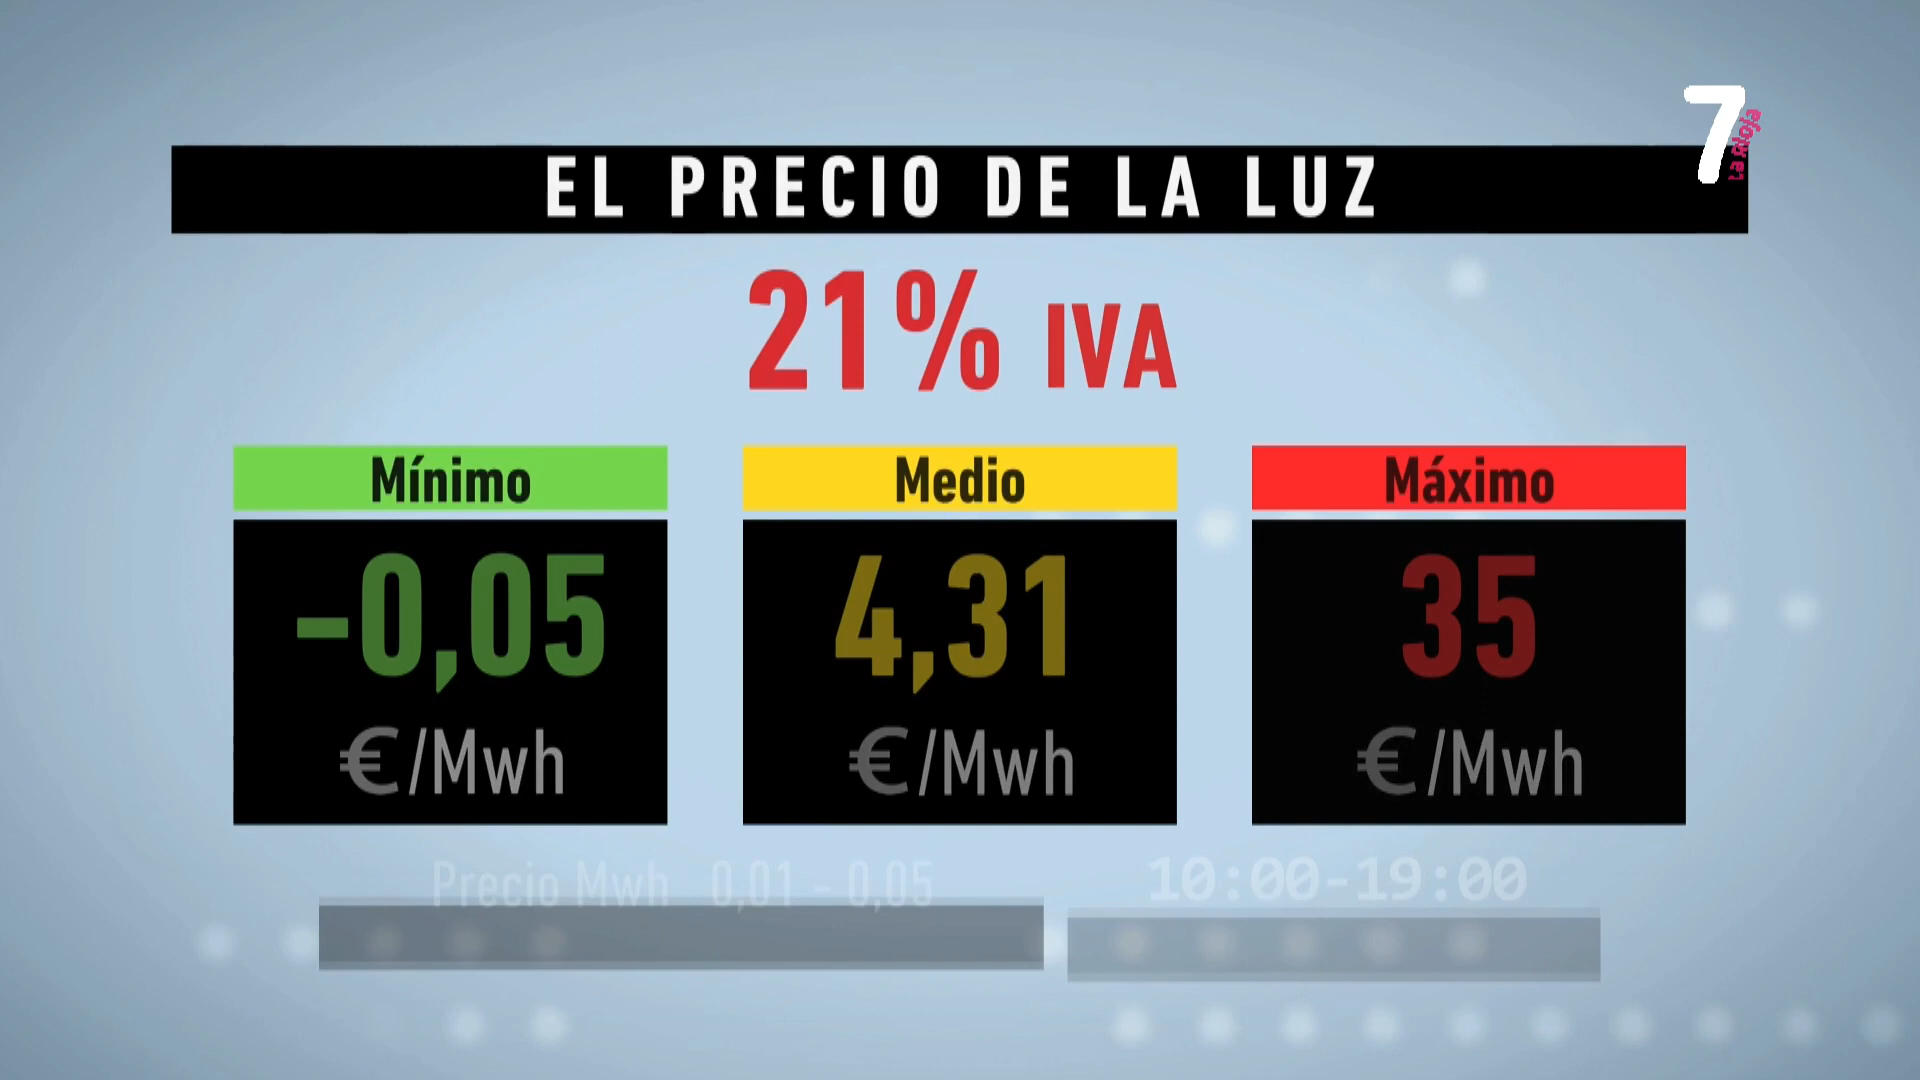 7
La Rioja
EL PRECIO DE LA LUZ
21% IVA
Mínimo
Medio
Máximo
-0,05
4,31
35
€/Mwh
€/Mwh
€/Mwh
Precio Mwh 0,01 - 0,05
10:00-19:00